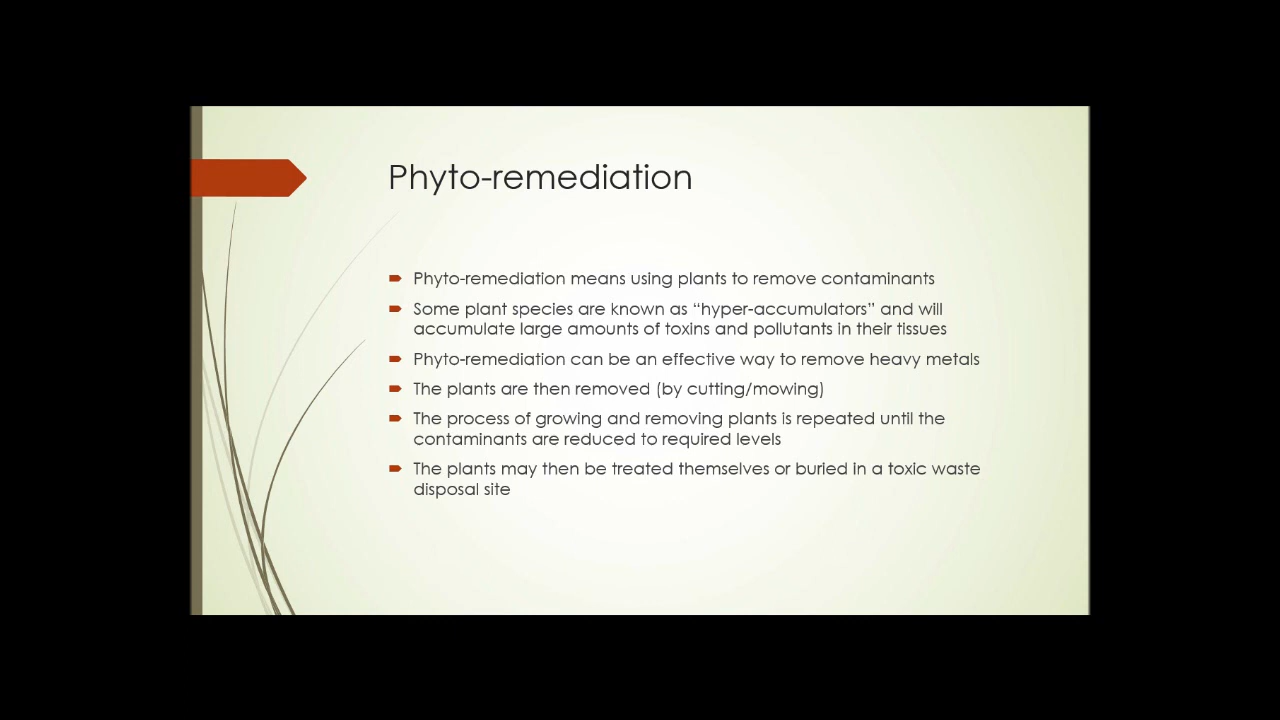 Phyto-remediation
Phyto-remediation means using plants to remove contaminants
Some plant species are known as “hyper-accumulators” and will
accumulate large amounts of toxins and pollutants in their tissues
Phyto-remediation can be an effective way to remove heavy metals
The plants are then removed (by cutting/mowing)
The process of growing and removing plants is repeated until the
contaminants are reduced to required levels
The plants may then be treated themselves or buried in a toxic waste
disposal site